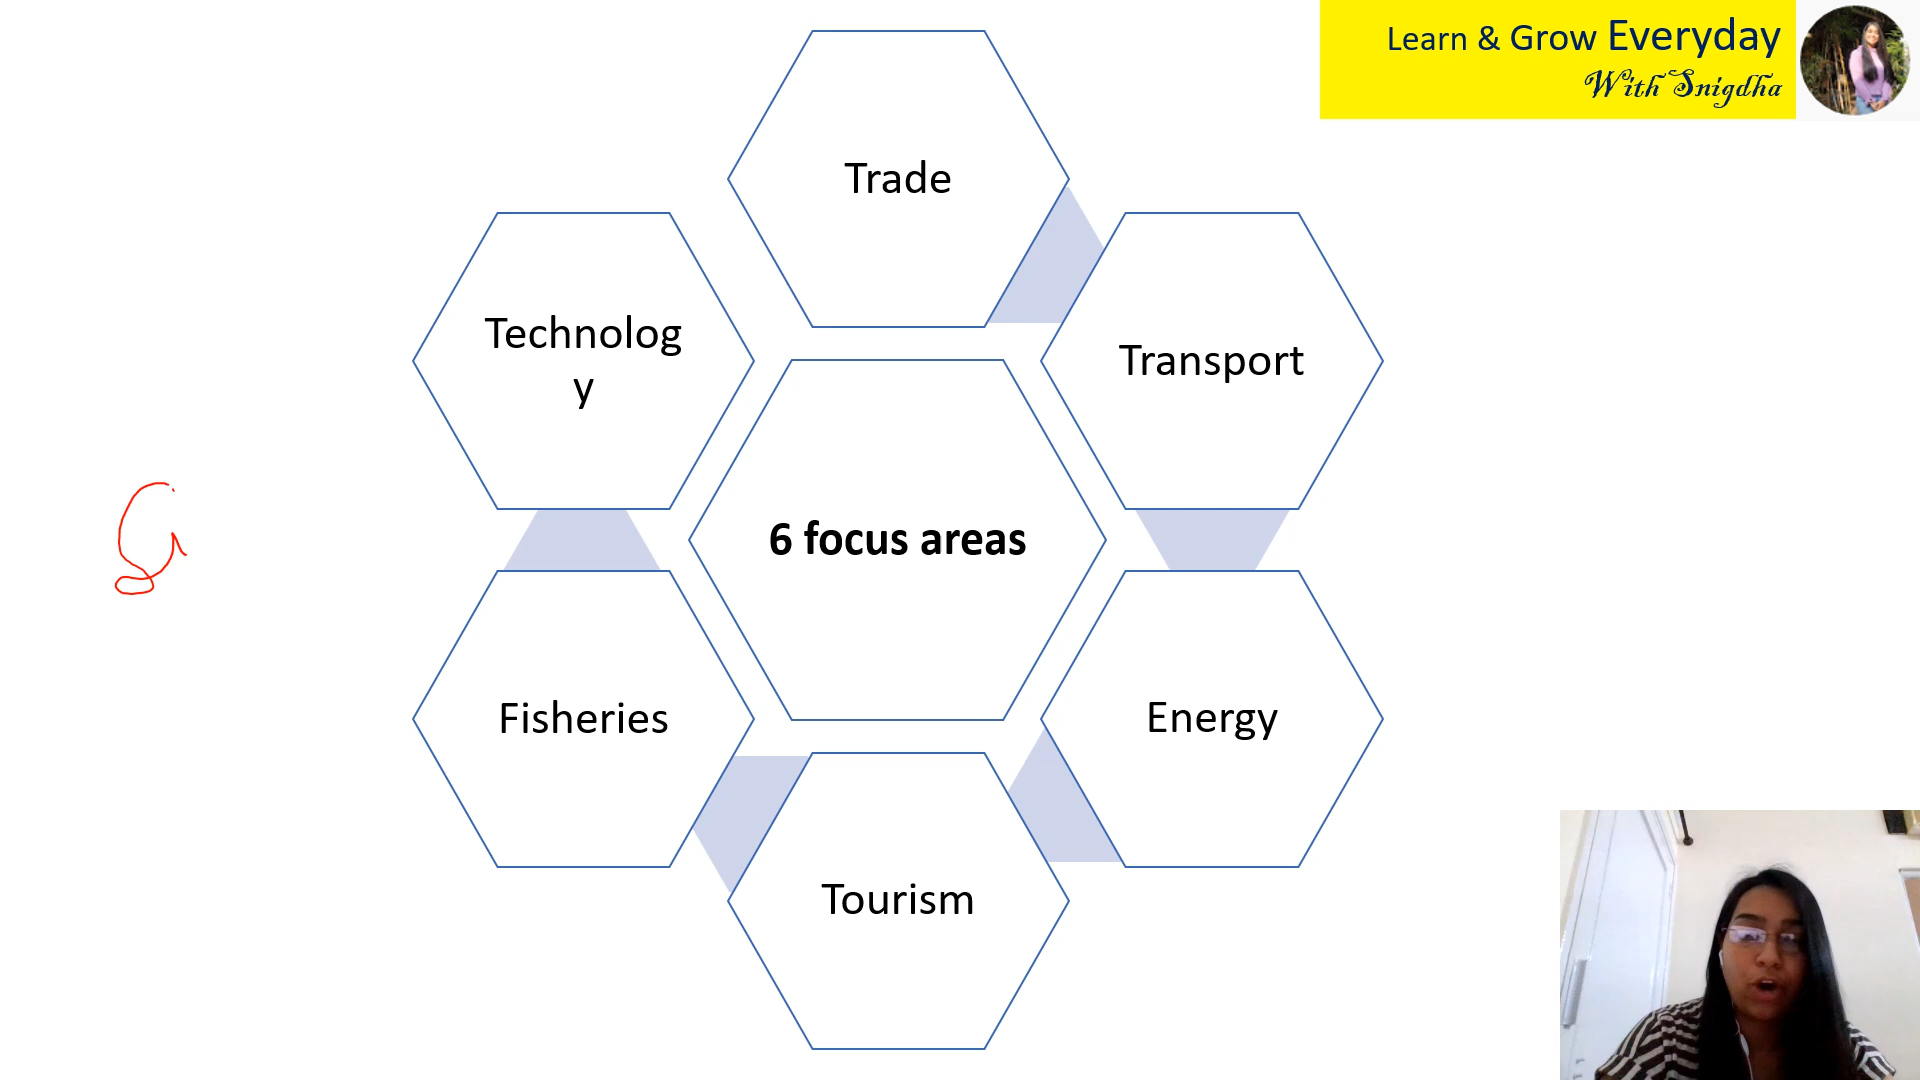 Learn & Grow Everyday
With Snigdha
Trade
Technolog
y
Transport
6 focus areas
Fisheries
Energy
Tourism